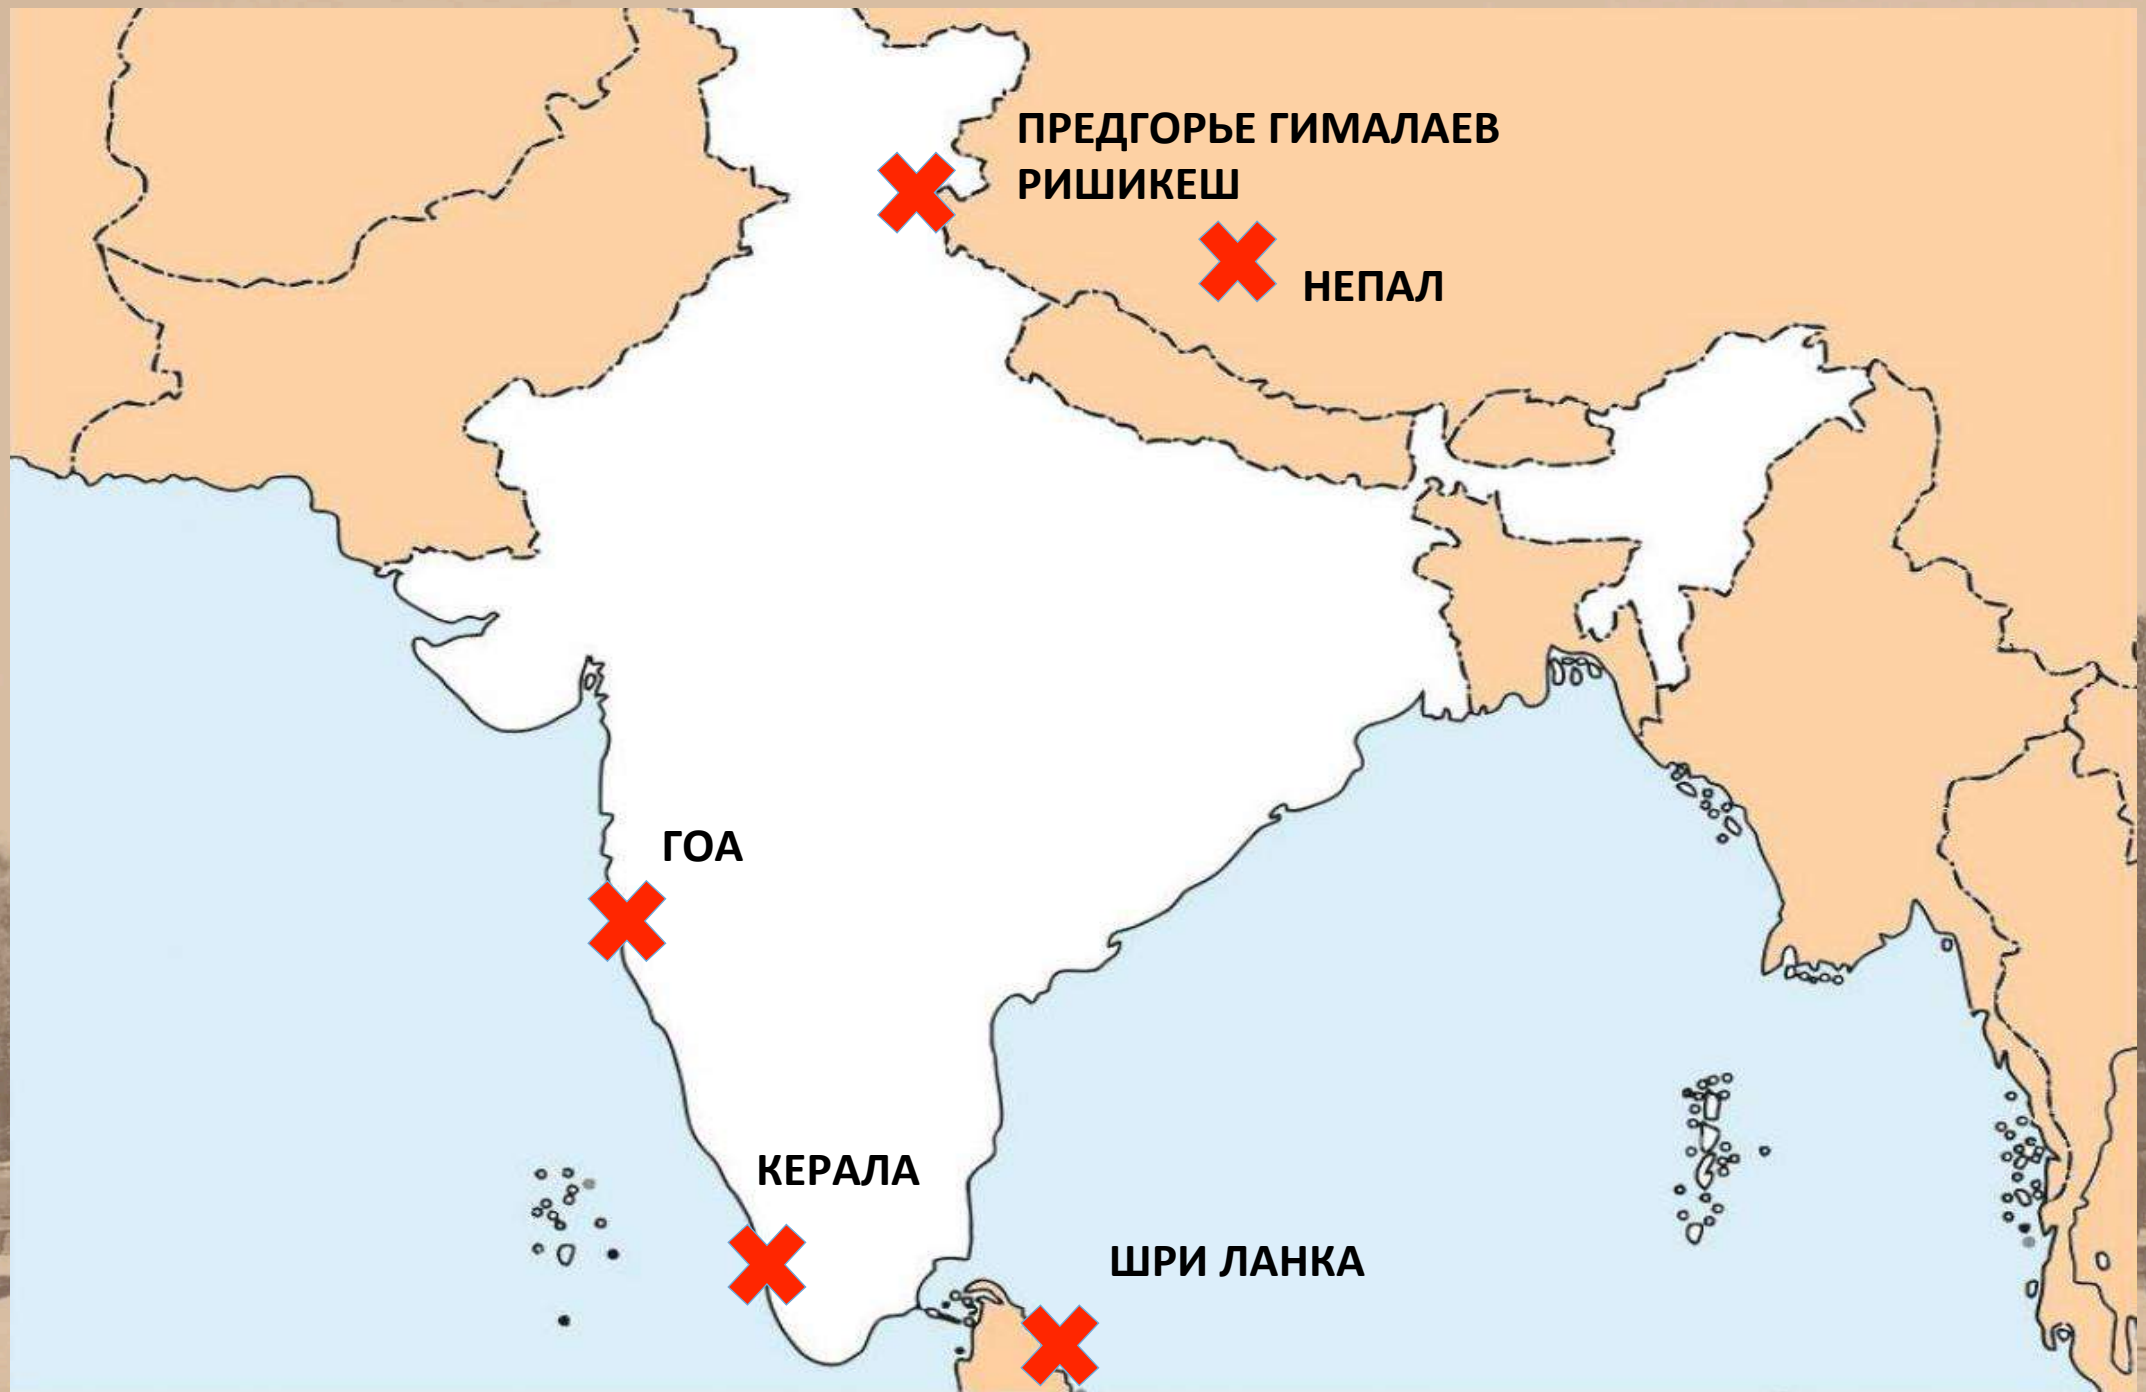 ПРЕДГОРЬЕ ГИМАЛАЕВ
РИШИКЕШ
НЕПАЛ
ГОА
КЕРАЛА
ШРИ ЛАНКА